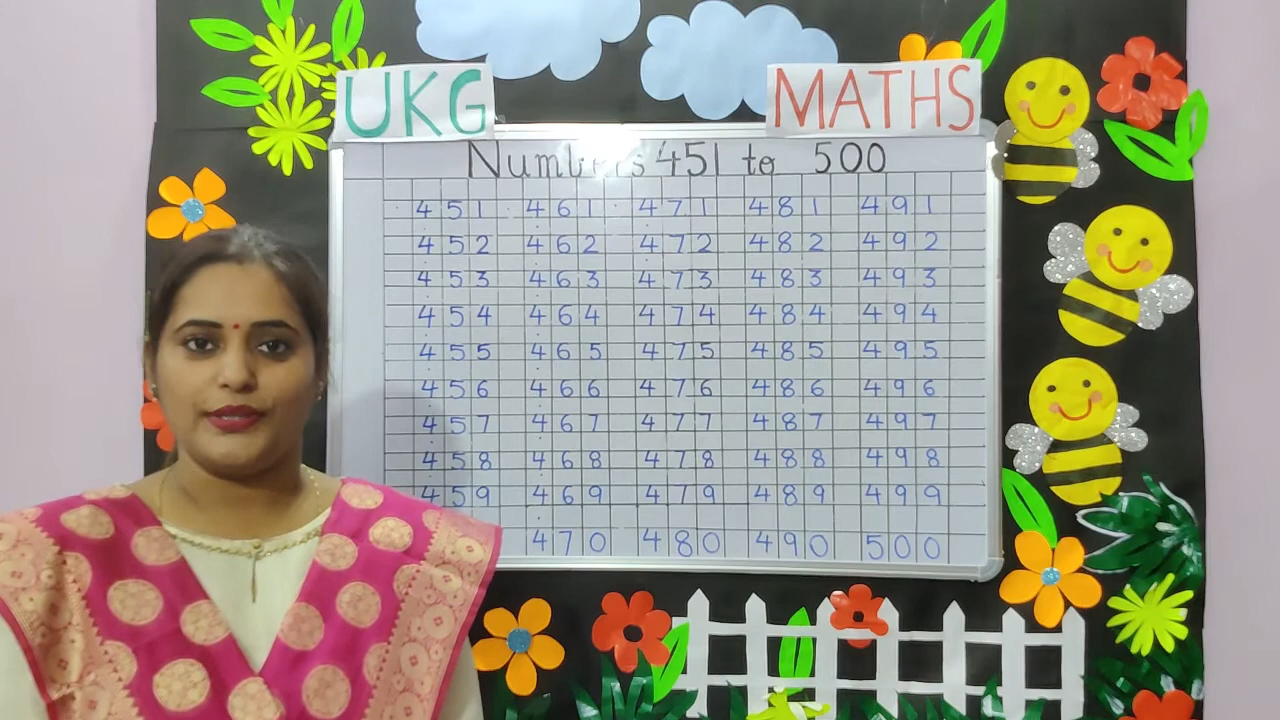 UKG MATHS
Numbers 451 to 500
451 461 471 481 491
452 462 472 482 492
453 463 473 483 493
454 464 474 484 494
455 465 475 485 495
456 466 476 486 496
457 467 477 487 497
458 468 478 488 498
459 469 479 489 499
470 480 490 500